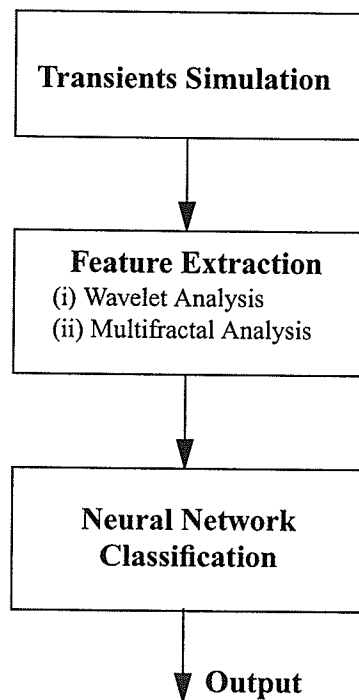 Transients Simulation
Feature Extraction
(i) Wavelet Analysis
(ii) Multifractal Analysis
Neural Network
Classification
Output